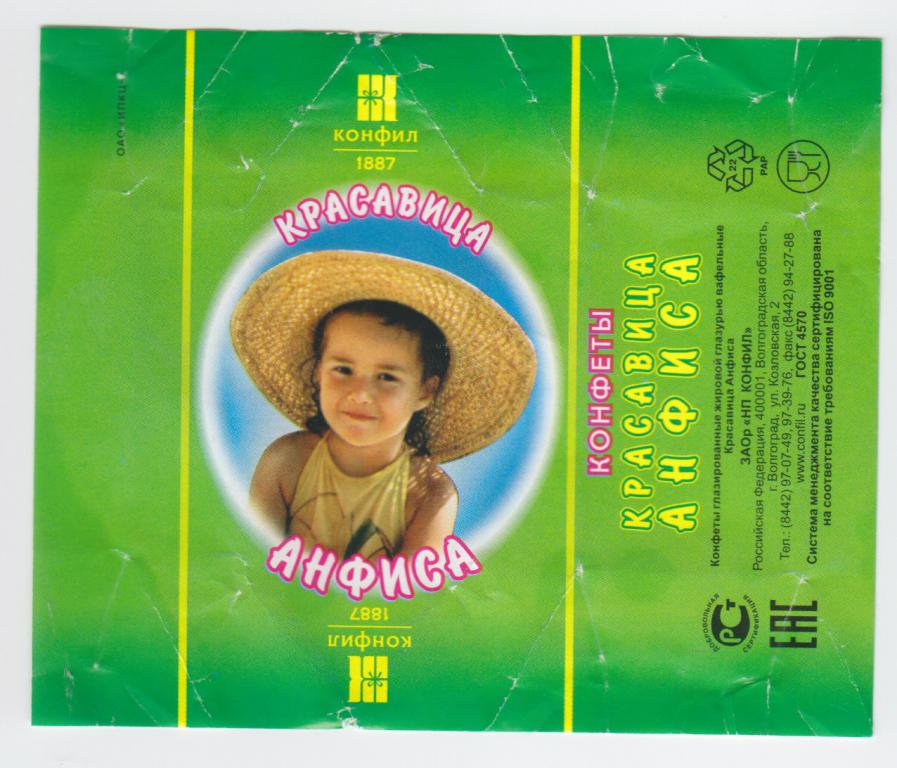 ОАО «ИПКЦ»
КОНФИЛ
1887
КРАСАВИЦА
АНФИСА
1887
КОНФИЛ
КОНФЕТЫ
КРАСАВИЦА
АНФИСА
22
PAP
Конфеты глазированные жировой глазурью вафельные
Красавица Анфиса
ЗАОр «НП КОНФИЛ»
Российская Федерация, 400001, Волгоградская область,
г. Волгоград, ул. Козловская, 2
Тел.: (8442) 97-07-49, 97-39-76, факс (8442) 94-27-88
www.confil.ru ГОСТ 4570
Система менеджмента качества сертифицирована
на соответствие требованиям ISO 9001
ДОБРОВОЛЬНАЯ
СЕРТИФИКАЦИЯ
EAC